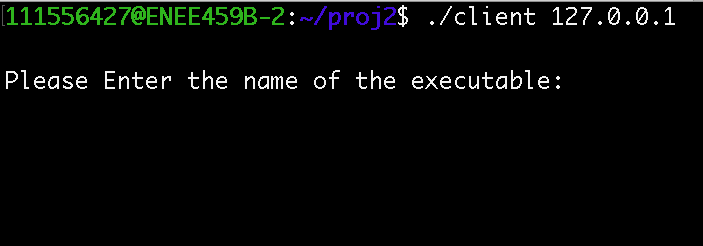 [111556427@ENEE459B-2:~/proj2$ ./client 127.0.0.1
Please Enter the name of the executable: